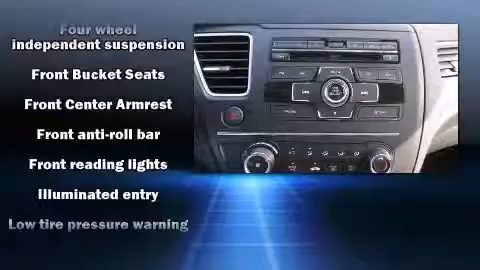 Four wheel
independent suspension
Front Bucket Seats
Front Center Armrest
Front anti-roll bar
Front reading lights
Illuminated entry
Low tire pressure warning